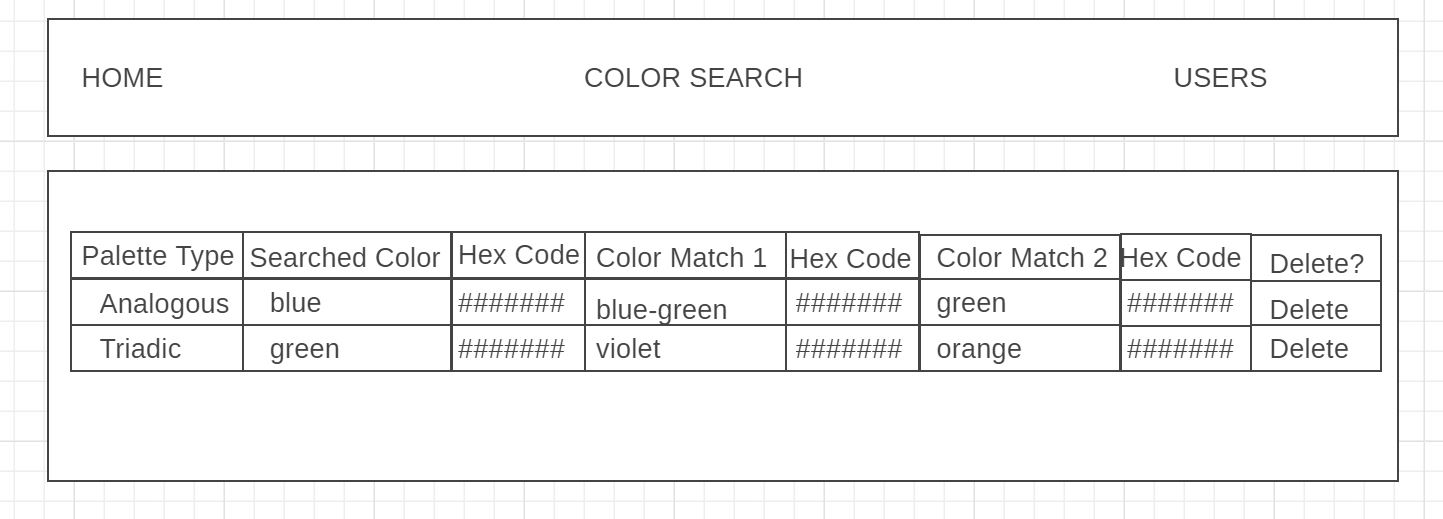 HOME COLOR SEARCH USERS
Palette Type Searched Color Hex Code Color Match 1 Hex Code Color Match 2 Hex Code Delete?
Analogous blue ####### blue-green ####### green ####### Delete
Triadic green ####### violet ####### orange ####### Delete